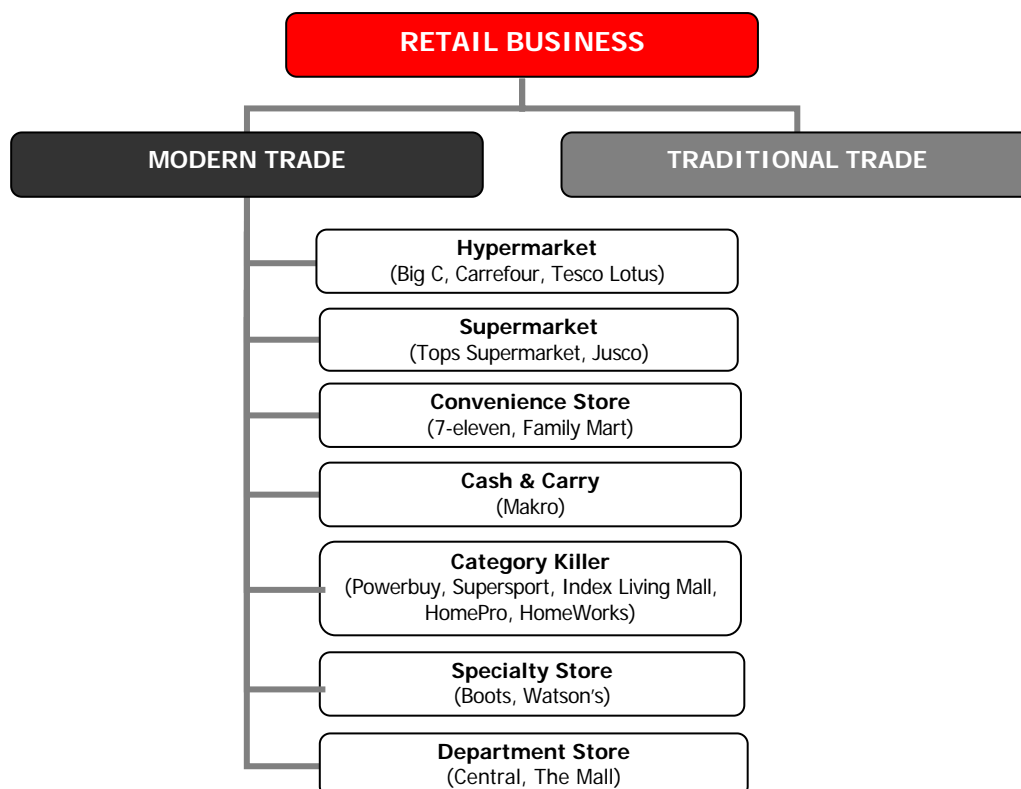 RETAIL BUSINESS
MODERN TRADE
TRADITIONAL TRADE
Hypermarket
(Big C, Carrefour, Tesco Lotus)
Supermarket
(Tops Supermarket, Jusco)
Convenience Store
(7-eleven, Family Mart)
Cash & Carry
(Makro)
Category Killer
(Powerbuy, Supersport, Index Living Mall,
HomePro, HomeWorks)
Specialty Store
(Boots, Watson's)
Department Store
(Central, The Mall)